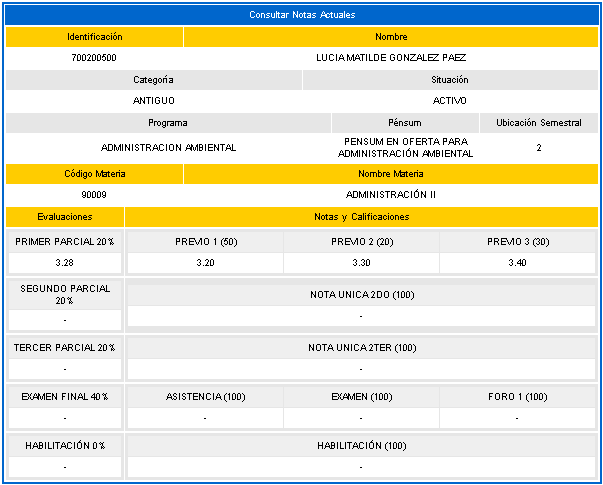 Consultar Notas Actuales
Identificación Nombre
700200500 LUCIA MATILDE GONZALEZ PAEZ
Categoría Situación
ANTIGUO ACTIVO
Programa Pénsum Ubicación Semestral
ADMINISTRACION AMBIENTAL PENSUM EN OFERTA PARA ADMINISTRACIÓN AMBIENTAL 2
Código Materia Nombre Materia
90009 ADMINISTRACIÓN II
Evaluaciones Notas y Calificaciones
PRIMER PARCIAL 20% PREVIO 1 (50) PREVIO 2 (20) PREVIO 3 (30)
3.28 3.20 3.30 3.40
SEGUNDO PARCIAL 20% NOTA UNICA 2DO (100)
- -
TERCER PARCIAL 20% NOTA UNICA 2TER (100)
- -
EXAMEN FINAL 40% ASISTENCIA (100) EXAMEN (100) FORO 1 (100)
- - - -
HABILITACIÓN 0% HABILITACIÓN (100)
- -